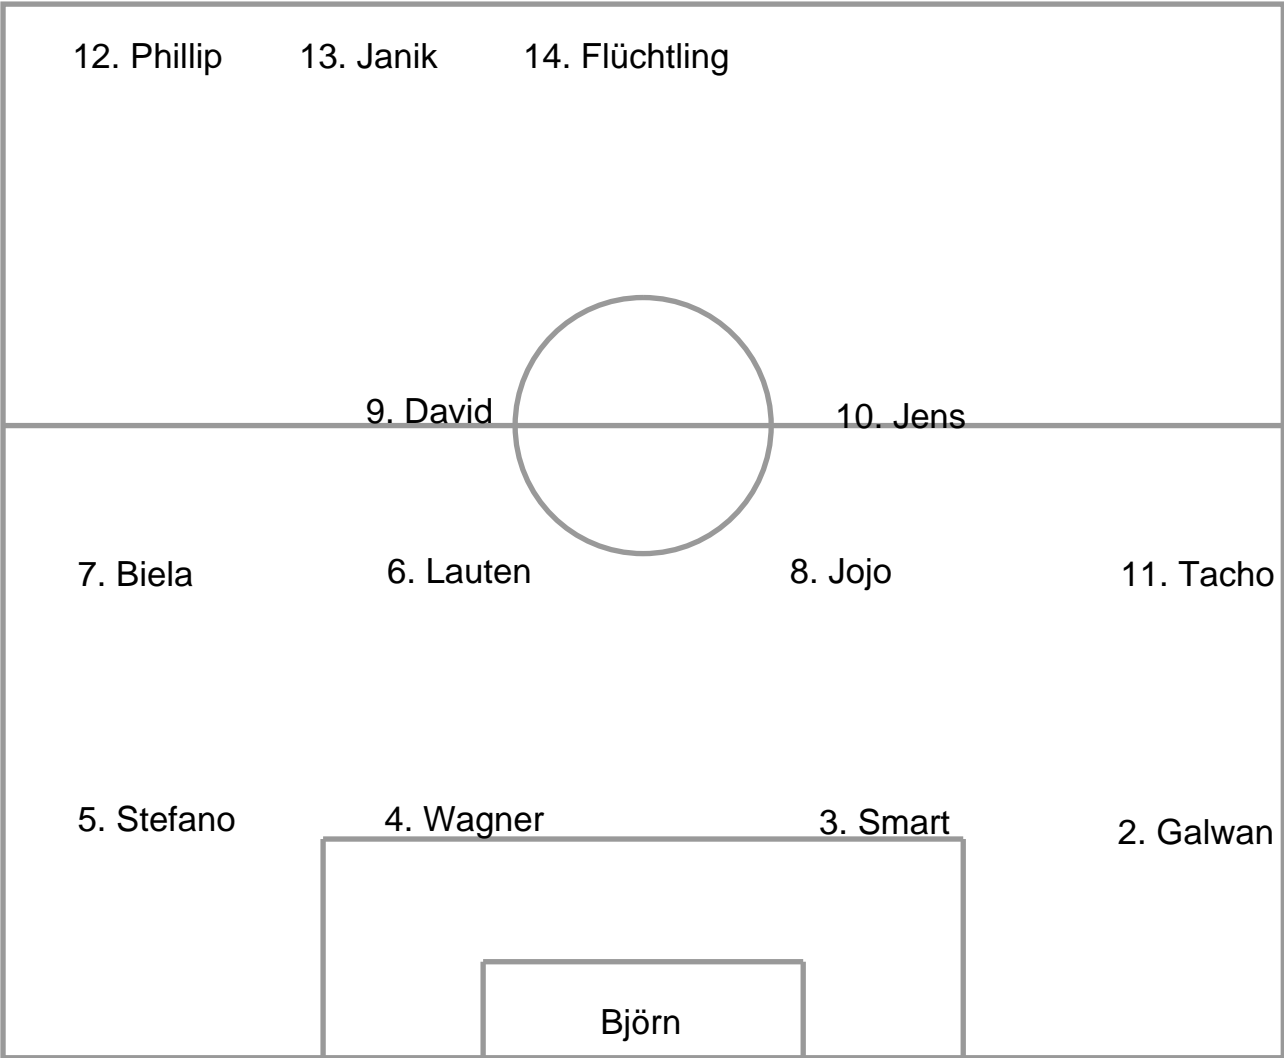 12. Phillip 13. Janik 14. Flüchtling
9. David 10. Jens
7. Biela 6. Lauten 8. Jojo 11. Tacho
5. Stefano 4. Wagner 3. Smart 2. Galwan
Björn